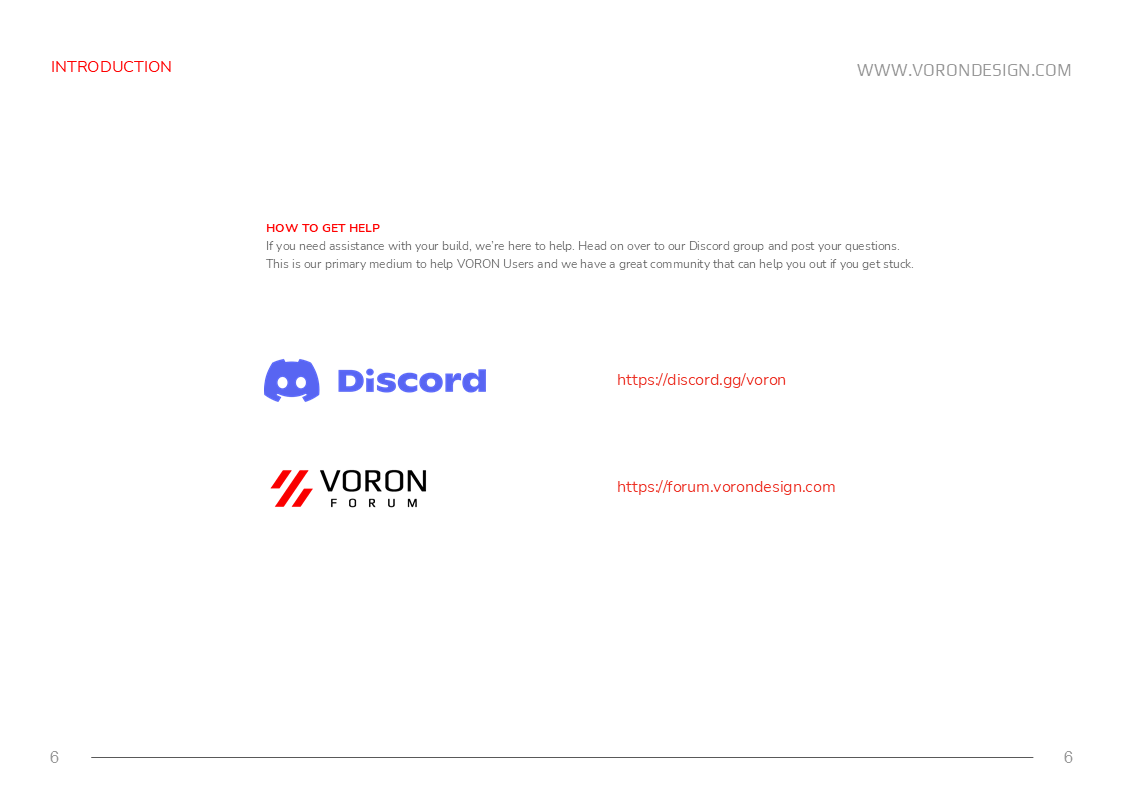 INTRODUCTION
WWW.VORONDESIGN.COM
HOW TO GET HELP
If you need assistance with your build, we're here to help. Head on over to our Discord group and post your questions.
This is our primary medium to help VORON Users and we have a great community that can help you out if you get stuck.
Discord
https://discord.gg/voron
VORON
FORUM
https://forum.vorondesign.com
6
6